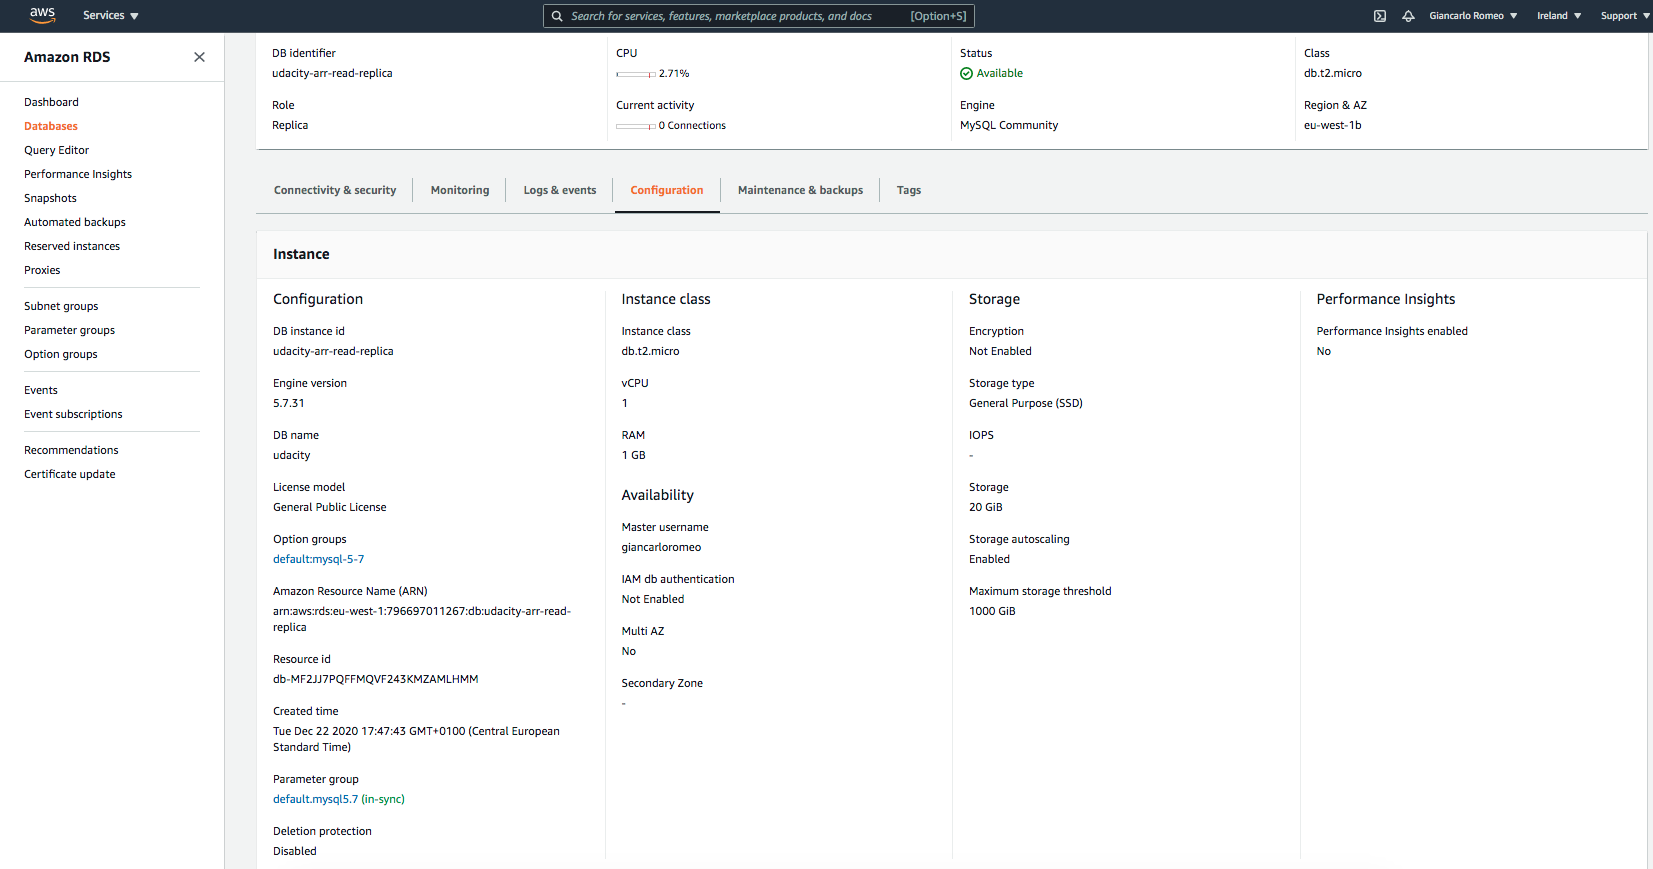 aws
Services
Search for services, features, marketplace products, and docs
[Option+S]
Giancarlo Romeo
Ireland
Support
Amazon RDS
Dashboard
Databases
Query Editor
Performance Insights
Snapshots
Automated backups
Reserved instances
Proxies
Subnet groups
Parameter groups
Option groups
Events
Event subscriptions
Recommendations
Certificate update
DB identifier
udacity-arr-read-replica
CPU
2.71%
Status
Available
Class
db.t2.micro
Role
Replica
Current activity
0 Connections
Engine
MySQL Community
Region & AZ
eu-west-1b
Connectivity & security
Monitoring
Logs & events
Configuration
Maintenance & backups
Tags
Instance
Configuration
DB instance id
udacity-arr-read-replica
Engine version
5.7.31
DB name
udacity
License model
General Public License
Option groups
default:mysql-5-7
Amazon Resource Name (ARN)
arn:aws:rds:eu-west-1:796697011267:db:udacity-arr-read-
replica
Resource id
db-MF2JJ7PQFFMQVF243KMZAMLHMM
Created time
Tue Dec 22 2020 17:47:43 GMT+0100 (Central European
Standard Time)
Parameter group
default.mysql5.7 (in-sync)
Deletion protection
Disabled
Instance class
Instance class
db.t2.micro
vCPU
1
RAM
1 GB
Availability
Master username
giancarloromeo
IAM db authentication
Not Enabled
Multi AZ
No
Secondary Zone
-
Storage
Encryption
Not Enabled
Storage type
General Purpose (SSD)
IOPS
-
Storage
20 GiB
Storage autoscaling
Enabled
Maximum storage threshold
1000 GiB
Performance Insights
Performance Insights enabled
No